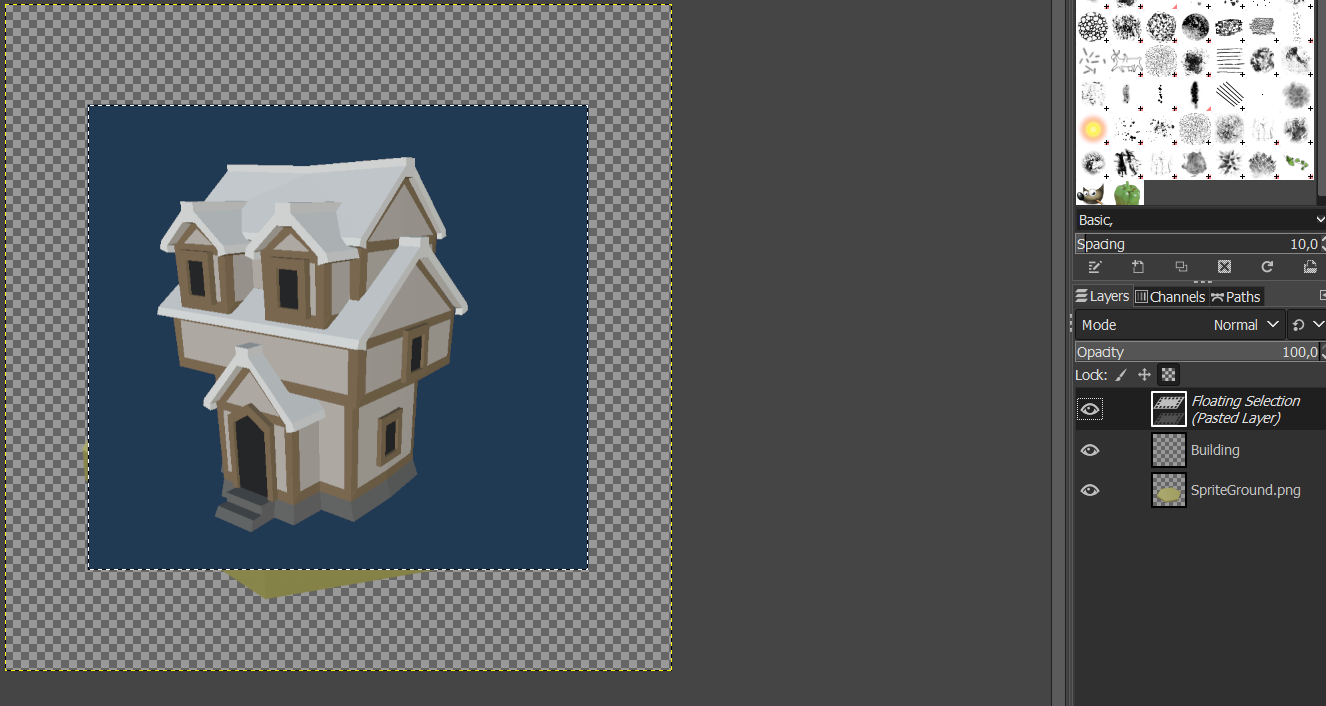 Basic,
Spacing 10,0
Layers Channels Paths
Mode Normal
Opacity 100,0
Lock:
Floating Selection
(Pasted Layer)
Building
SpriteGround.png